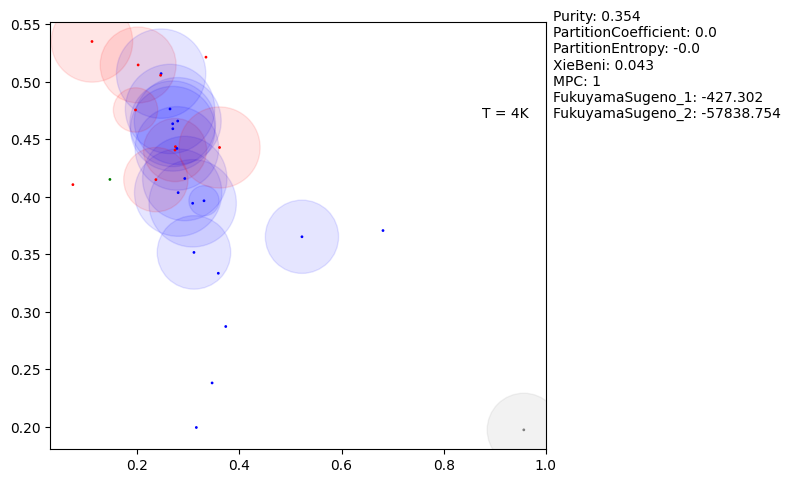 Purity: 0.354
PartitionCoefficient: 0.0
PartitionEntropy: -0.0
XieBeni: 0.043
MPC: 1
FukuyamaSugeno_1: -427.302
FukuyamaSugeno_2: -57838.754
T = 4K
0.55
0.50
0.45
0.40
0.35
0.30
0.25
0.20
0.2 0.4 0.6 0.8 1.0